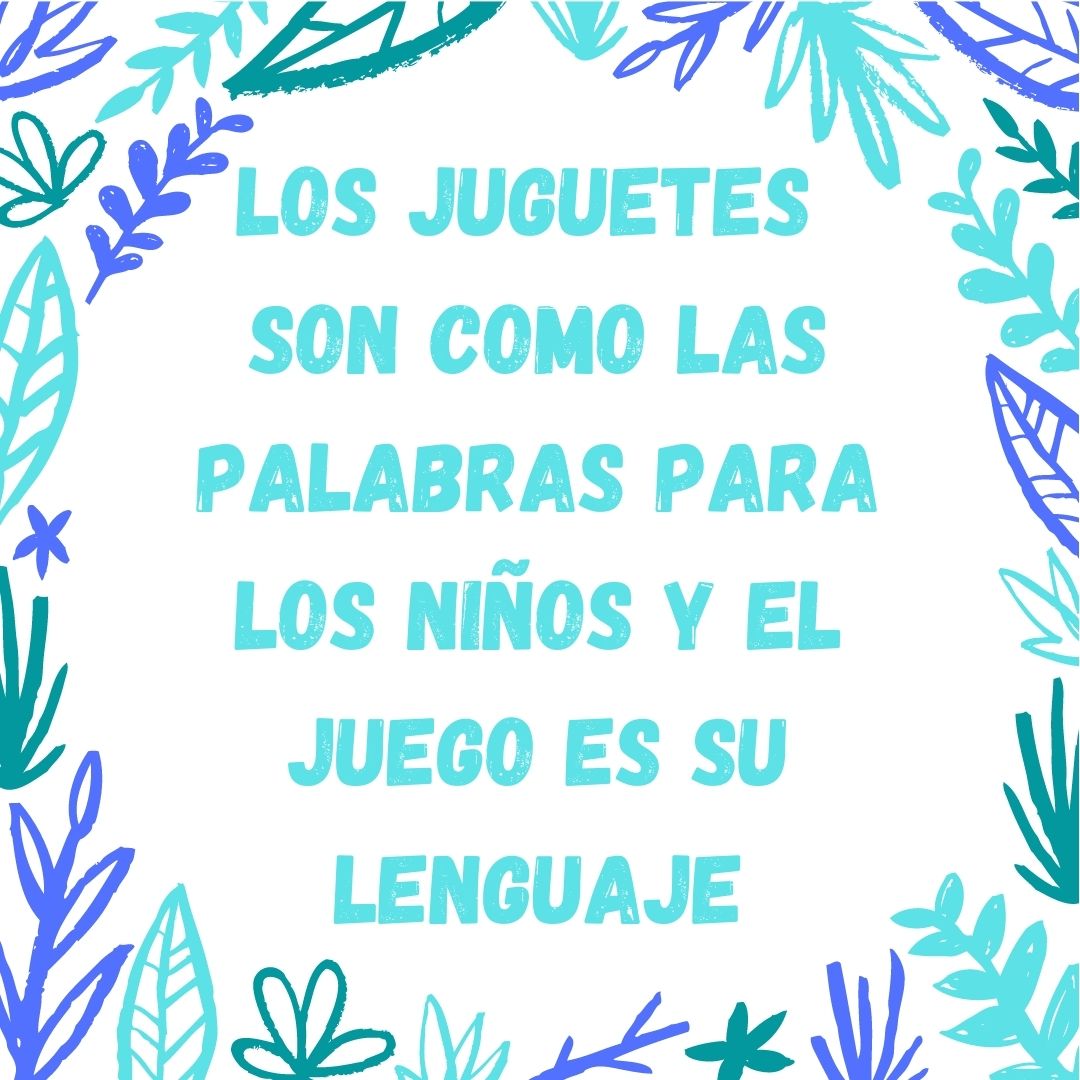 LOS JUGUETES
SON COMO LAS
PALABRAS PARA
LOS NIÑOS Y EL
JUEGO ES SU
LENGUAJE